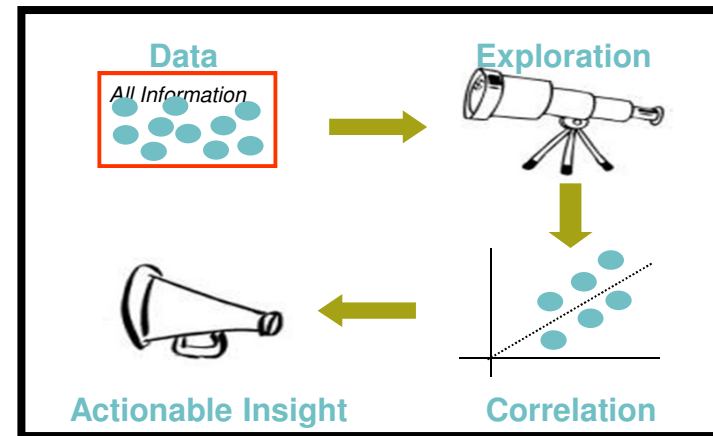 Data
Exploration
All Information
Actionable Insight
Correlation